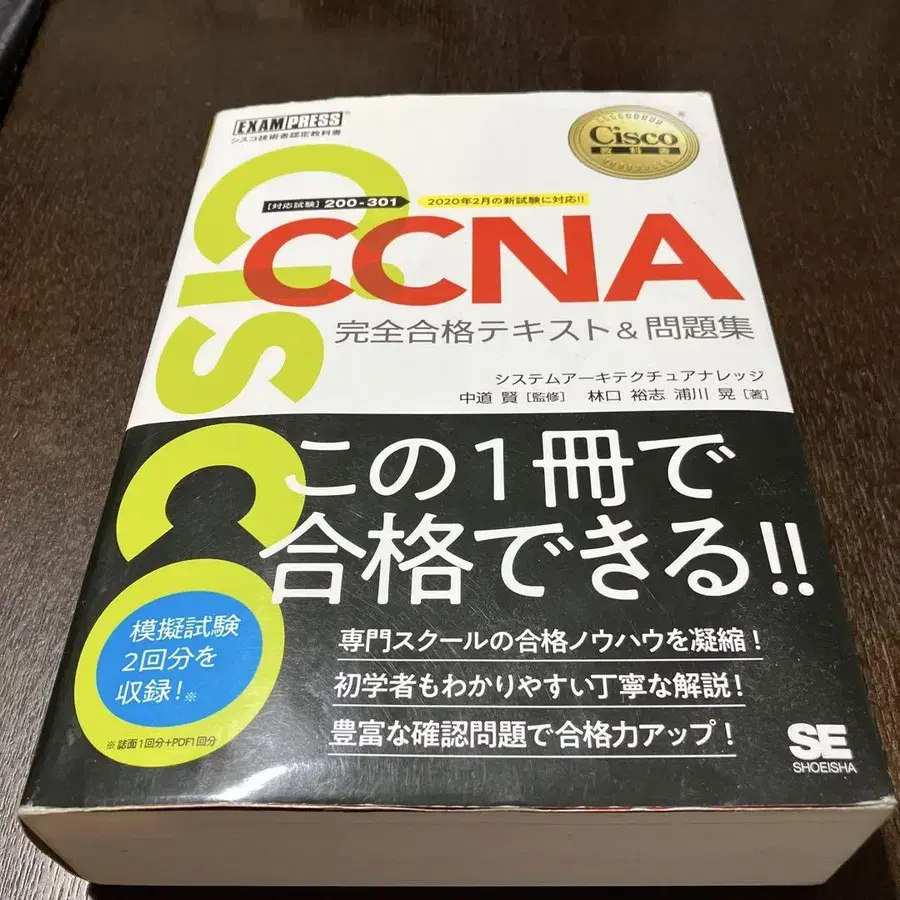 EXAMPRESS®
シスコ技術者認定教科書
Cisco
教科書
®
Cisco
[対応試験] 200-301
2020年2月の新試験に対応!!
CCNA
完全合格テキスト&問題集
システムアーキテクチュアナレッジ
中道 賢[監修] 林口 裕志 浦川 晃[著]
この1冊で
合格できる!!
専門スクールの合格ノウハウを凝縮!
初学者もわかりやすい丁寧な解説!
豊富な確認問題で合格力アップ!
模擬試験
2回分を
収録!※
※誌面1回分+PDF1回分
SE
SHOEISHA